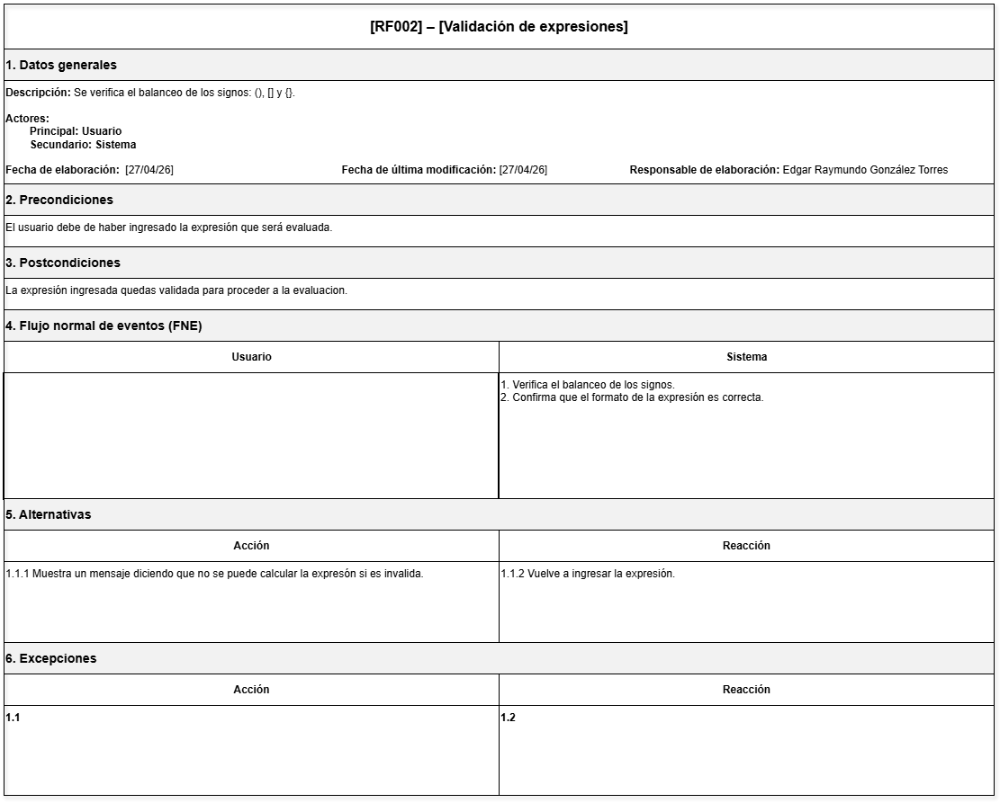 [RF002] – [Validación de expresiones]
1. Datos generales
Descripción: Se verifica el balanceo de los signos: (), [] y {}.
Actores:
Principal: Usuario
Secundario: Sistema
Fecha de elaboración: [27/04/26] Fecha de última modificación: [27/04/26] Responsable de elaboración: Edgar Raymundo González Torres
2. Precondiciones
El usuario debe de haber ingresado la expresión que será evaluada.
3. Postcondiciones
La expresión ingresada quedas validada para proceder a la evaluacion.
4. Flujo normal de eventos (FNE)
Usuario Sistema
1. Verifica el balanceo de los signos.
2. Confirma que el formato de la expresión es correcta.
5. Alternativas
Acción Reacción
1.1.1 Muestra un mensaje diciendo que no se puede calcular la expresón si es invalida. 1.1.2 Vuelve a ingresar la expresión.
6. Excepciones
Acción Reacción
1.1 1.2